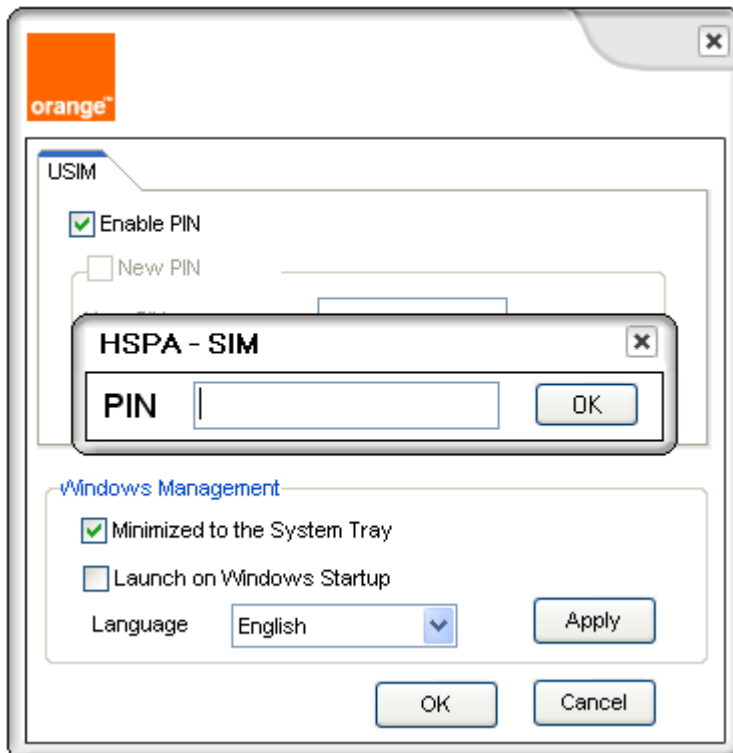 orange™
USIM
Enable PIN
New PIN
HSPA - SIM
PIN
OK
Windows Management
Minimized to the System Tray
Launch on Windows Startup
Language English Apply
OK Cancel